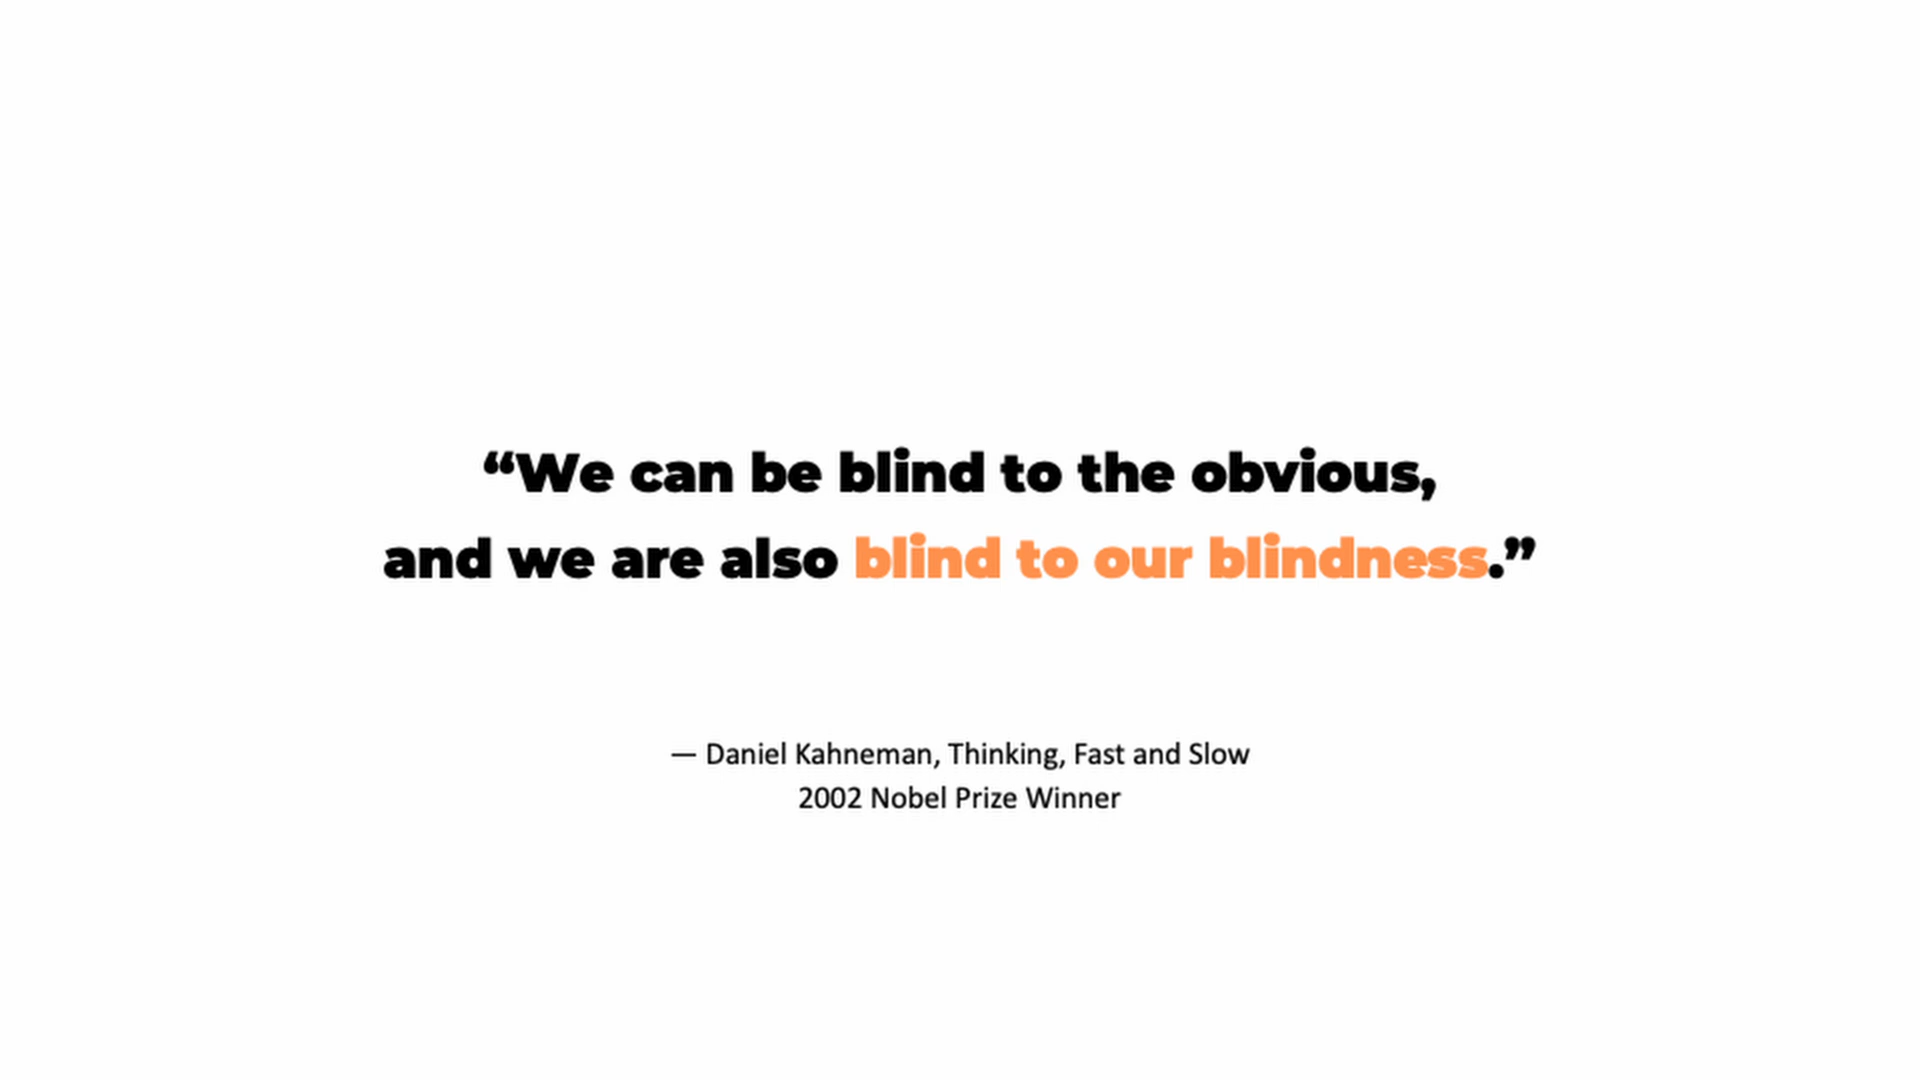 “We can be blind to the obvious,
and we are also blind to our blindness.”
— Daniel Kahneman, Thinking, Fast and Slow
2002 Nobel Prize Winner